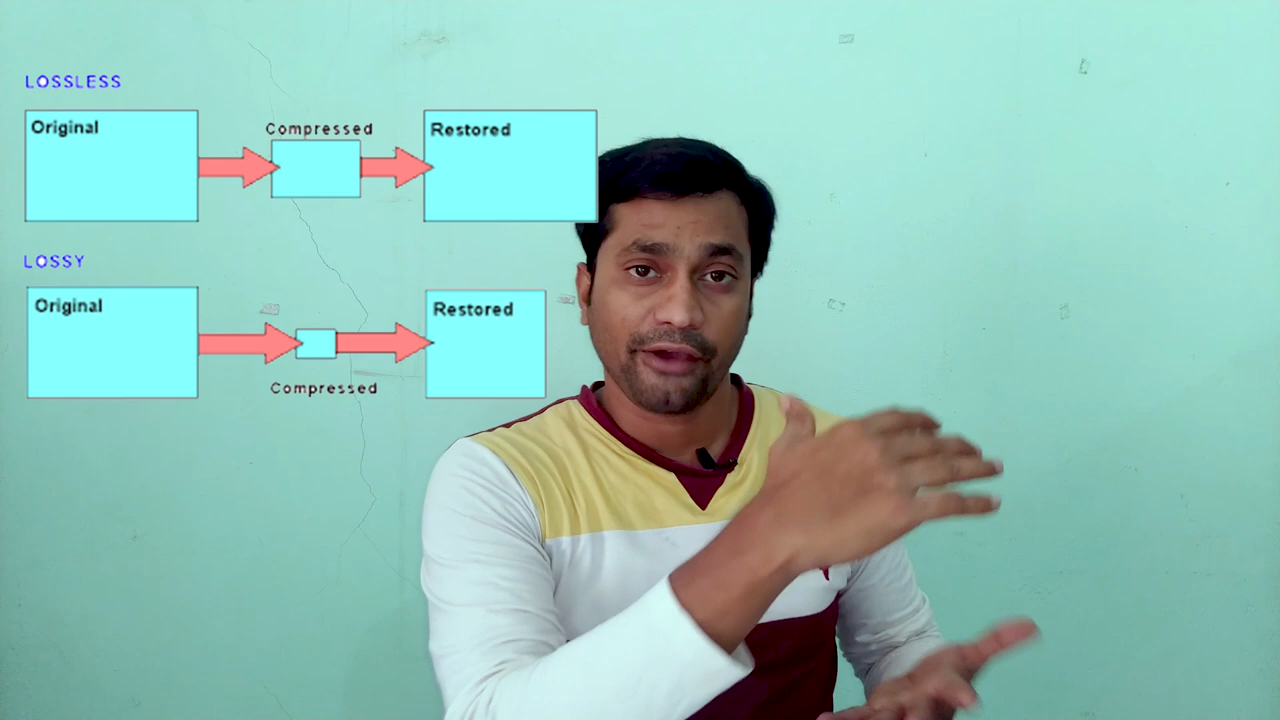 LOSSLESS
Original
Compressed
Restored
LOSSY
Original
Restored
Compressed